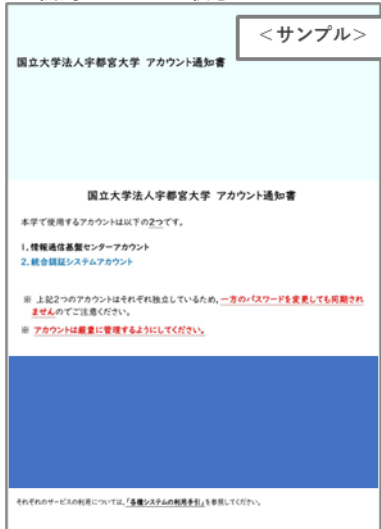 ＜サンプル＞
国立大学法人宇都宮大学 アカウント通知書
国立大学法人宇都宮大学 アカウント通知書
本学で使用するアカウントは以下の2つです。
1. 情報通信基盤センターアカウント
2. 統合認証システムアカウント
※ 上記2つのアカウントはそれぞれ独立しているため、一方のパスワードを変更しても同期され
ませんのでご注意ください。
※ アカウントは厳重に管理するようにしてください。
それぞれのサービスの利用については、「各種システムの利用手引」を参照してください。